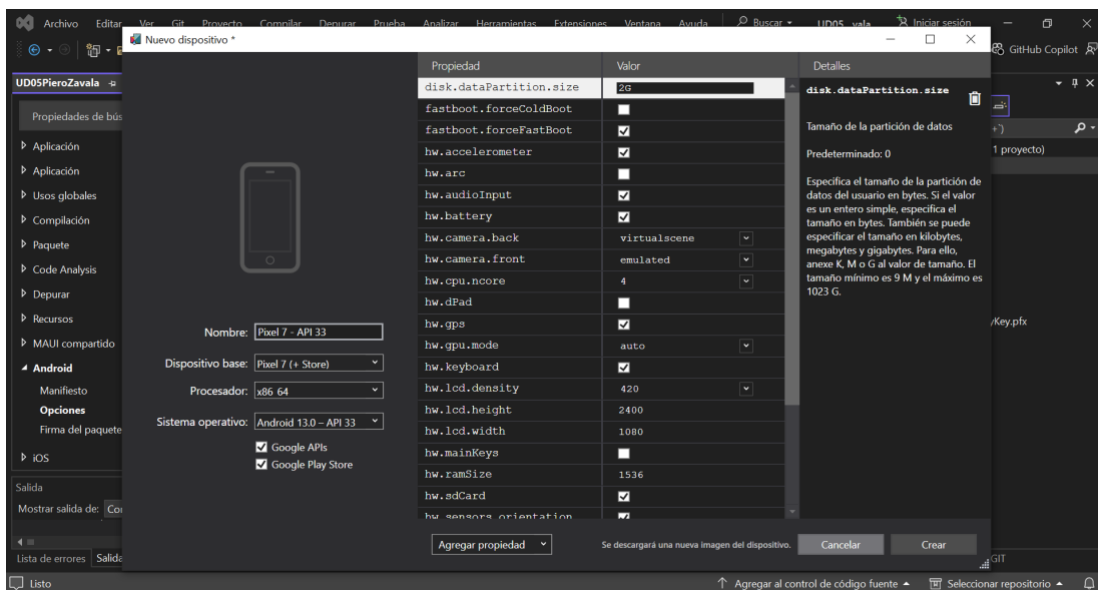 Archivo Editar Ver Git Proyecto Compilar Depurar Prueba Analizar Herramientas Extensiones Ventana Ayuda Buscar Iniciar sesión
Nuevo dispositivo *
GitHub Copilot
UD05PieroZavala
Propiedades de bús
Aplicación
Aplicación
Usos globales
Compilación
Paquete
Code Analysis
Depurar
Recursos
MAUI compartido
Android
Manifiesto
Opciones
Firma del paquete
iOS
Salida
Mostrar salida de:
Lista de errores Salida
Listo
Nombre: Pixel 7 - API 33
Dispositivo base: Pixel 7 (+ Store)
Procesador: x86_64
Sistema operativo: Android 13.0 – API 33
Google APIs
Google Play Store
Propiedad Valor
disk.dataPartition.size 2G
fastboot.forceColdBoot
fastboot.forceFastBoot
hw.accelerometer
hw.arc
hw.audioInput
hw.battery
hw.camera.back virtualscene
hw.camera.front emulated
hw.cpu.ncore 4
hw.dPad
hw.gps
hw.gpu.mode auto
hw.keyboard
hw.lcd.density 420
hw.lcd.height 2400
hw.lcd.width 1080
hw.mainKeys
hw.ramSize 1536
hw.sdCard
hw.sensors.orientation
Agregar propiedad Se descargará una nueva imagen del dispositivo. Cancelar Crear
Detalles
disk.dataPartition.size
Tamaño de la partición de datos
Predeterminado: 0
Especifica el tamaño de la partición de
datos del usuario en bytes. Si el valor
es un entero simple, especifica el
tamaño en bytes. También se puede
especificar el tamaño en kilobytes,
megabytes y gigabytes. Para ello,
anexe K, M o G al valor de tamaño. El
tamaño mínimo es 9 M y el máximo es
1023 G.
1 proyecto)
yKey.pfx
GIT
Agregar al control de código fuente Seleccionar repositorio